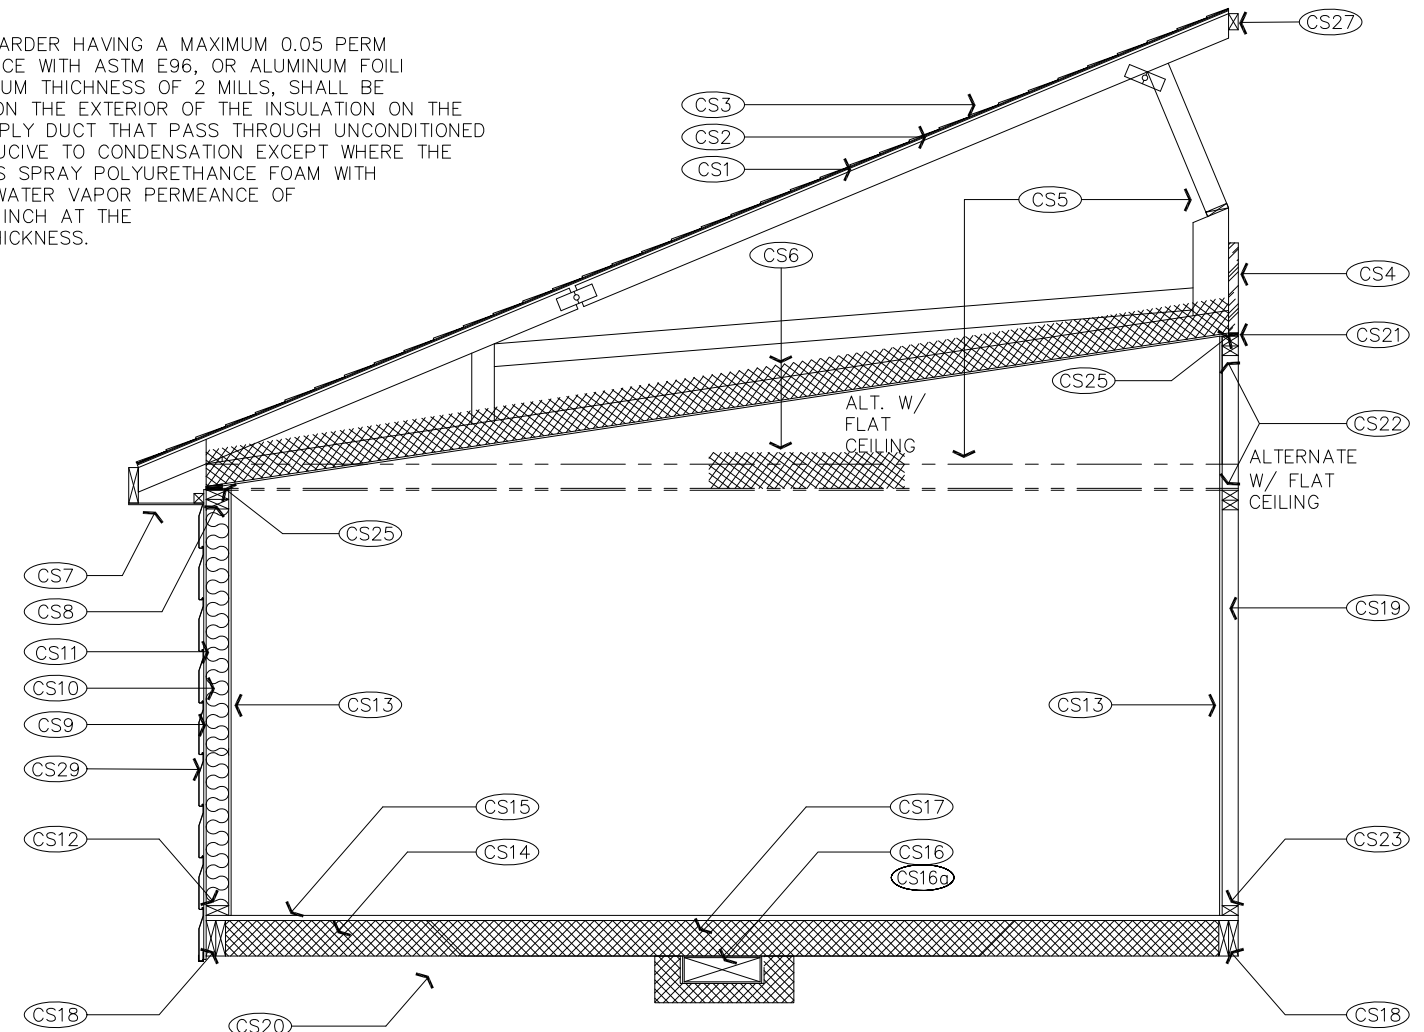 ARDER HAVING A MAXIMUM 0.05 PERM
CE WITH ASTM E96, OR ALUMINUM FOILI
UM THICHNESS OF 2 MILLS, SHALL BE
ON THE EXTERIOR OF THE INSULATION ON THE
PLY DUCT THAT PASS THROUGH UNCONDITIONED
UCIVE TO CONDENSATION EXCEPT WHERE THE
S SPRAY POLYURETHANCE FOAM WITH
WATER VAPOR PERMEANCE OF
INCH AT THE
HICKNESS.
CS27
CS3
CS2
CS1
CS5
CS6
CS4
CS21
CS25
ALT. W/
FLAT
CEILING
CS22
ALTERNATE
W/ FLAT
CEILING
CS25
CS7
CS8
CS19
CS11
CS10
CS13
CS13
CS9
CS29
CS15
CS17
CS12
CS14
CS16
CS16a
CS23
CS18
CS20
CS18